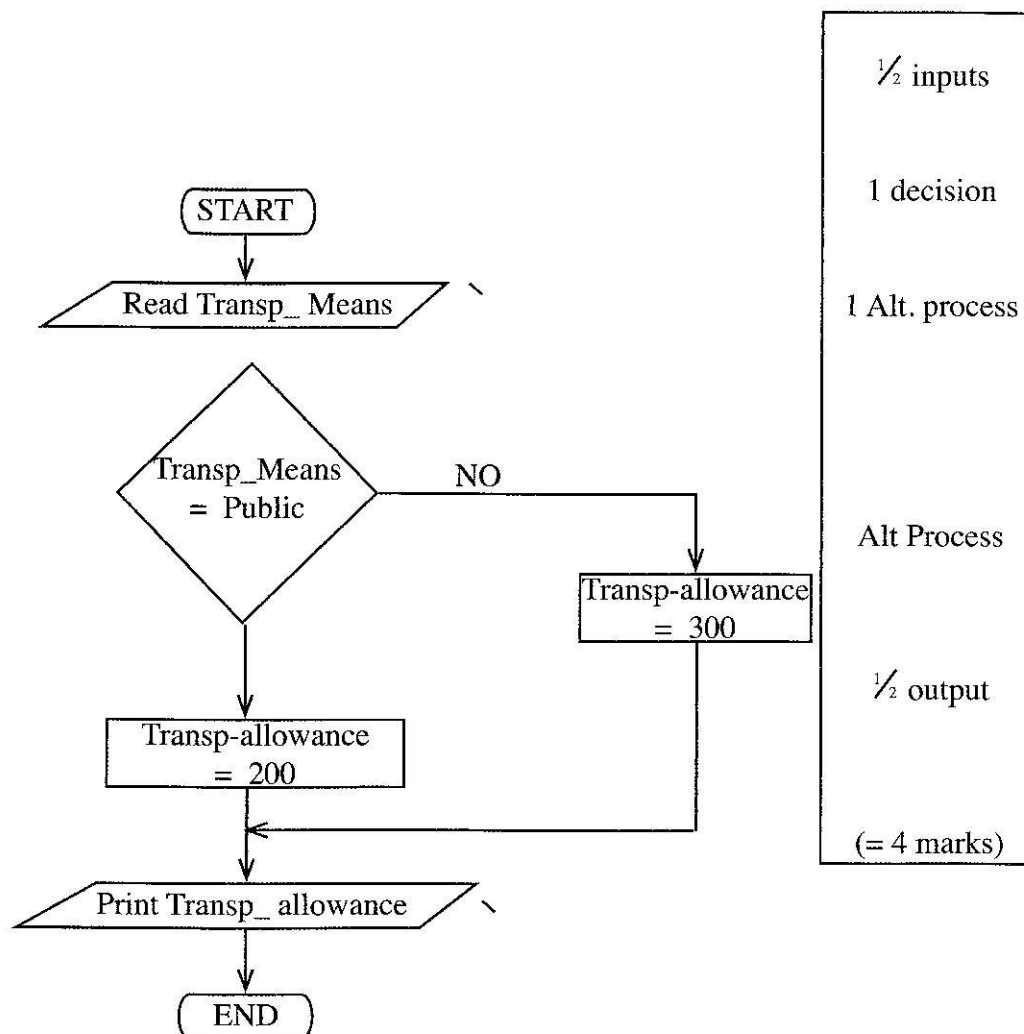 START
Read Transp_ Means
Transp_Means
= Public
NO
Transp-allowance
= 300
Transp-allowance
= 200
Print Transp_ allowance
END
½ inputs
1 decision
1 Alt. process
Alt Process
½ output
(= 4 marks)